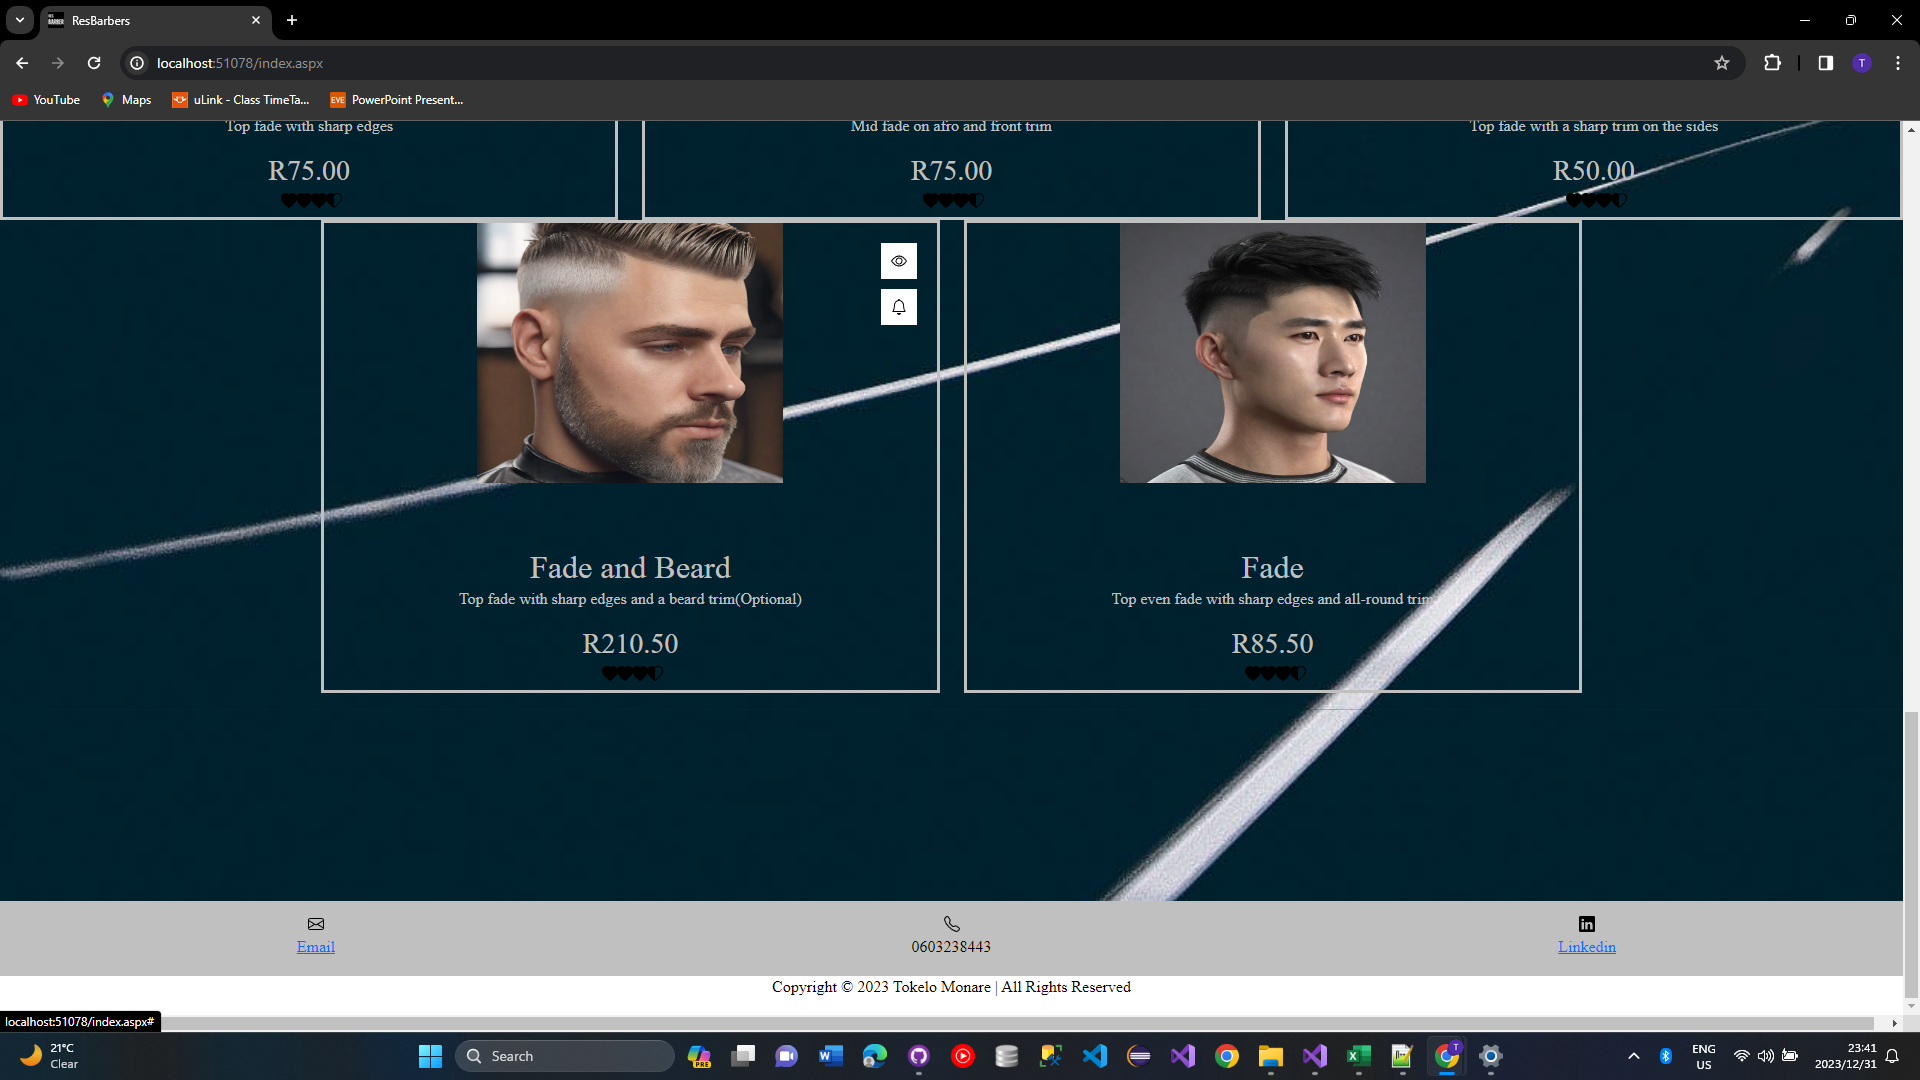 ResBarbers
localhost:51078/index.aspx
YouTube
Maps
uLink - Class TimeTa...
EVE
PowerPoint Present...
T
Top fade with sharp edges
R75.00
Mid fade on afro and front trim
R75.00
Top fade with a sharp trim on the sides
R50.00
Fade and Beard
Top fade with sharp edges and a beard trim(Optional)
R210.50
Fade
Top even fade with sharp edges and all-round trim
R85.50
Email
0603238443
in
Linkedin
Copyright © 2023 Tokelo Monare | All Rights Reserved
localhost:51078/index.aspx#
21°C
Clear
Search
PRE
W
X
T
ENG
US
23:41
2023/12/31